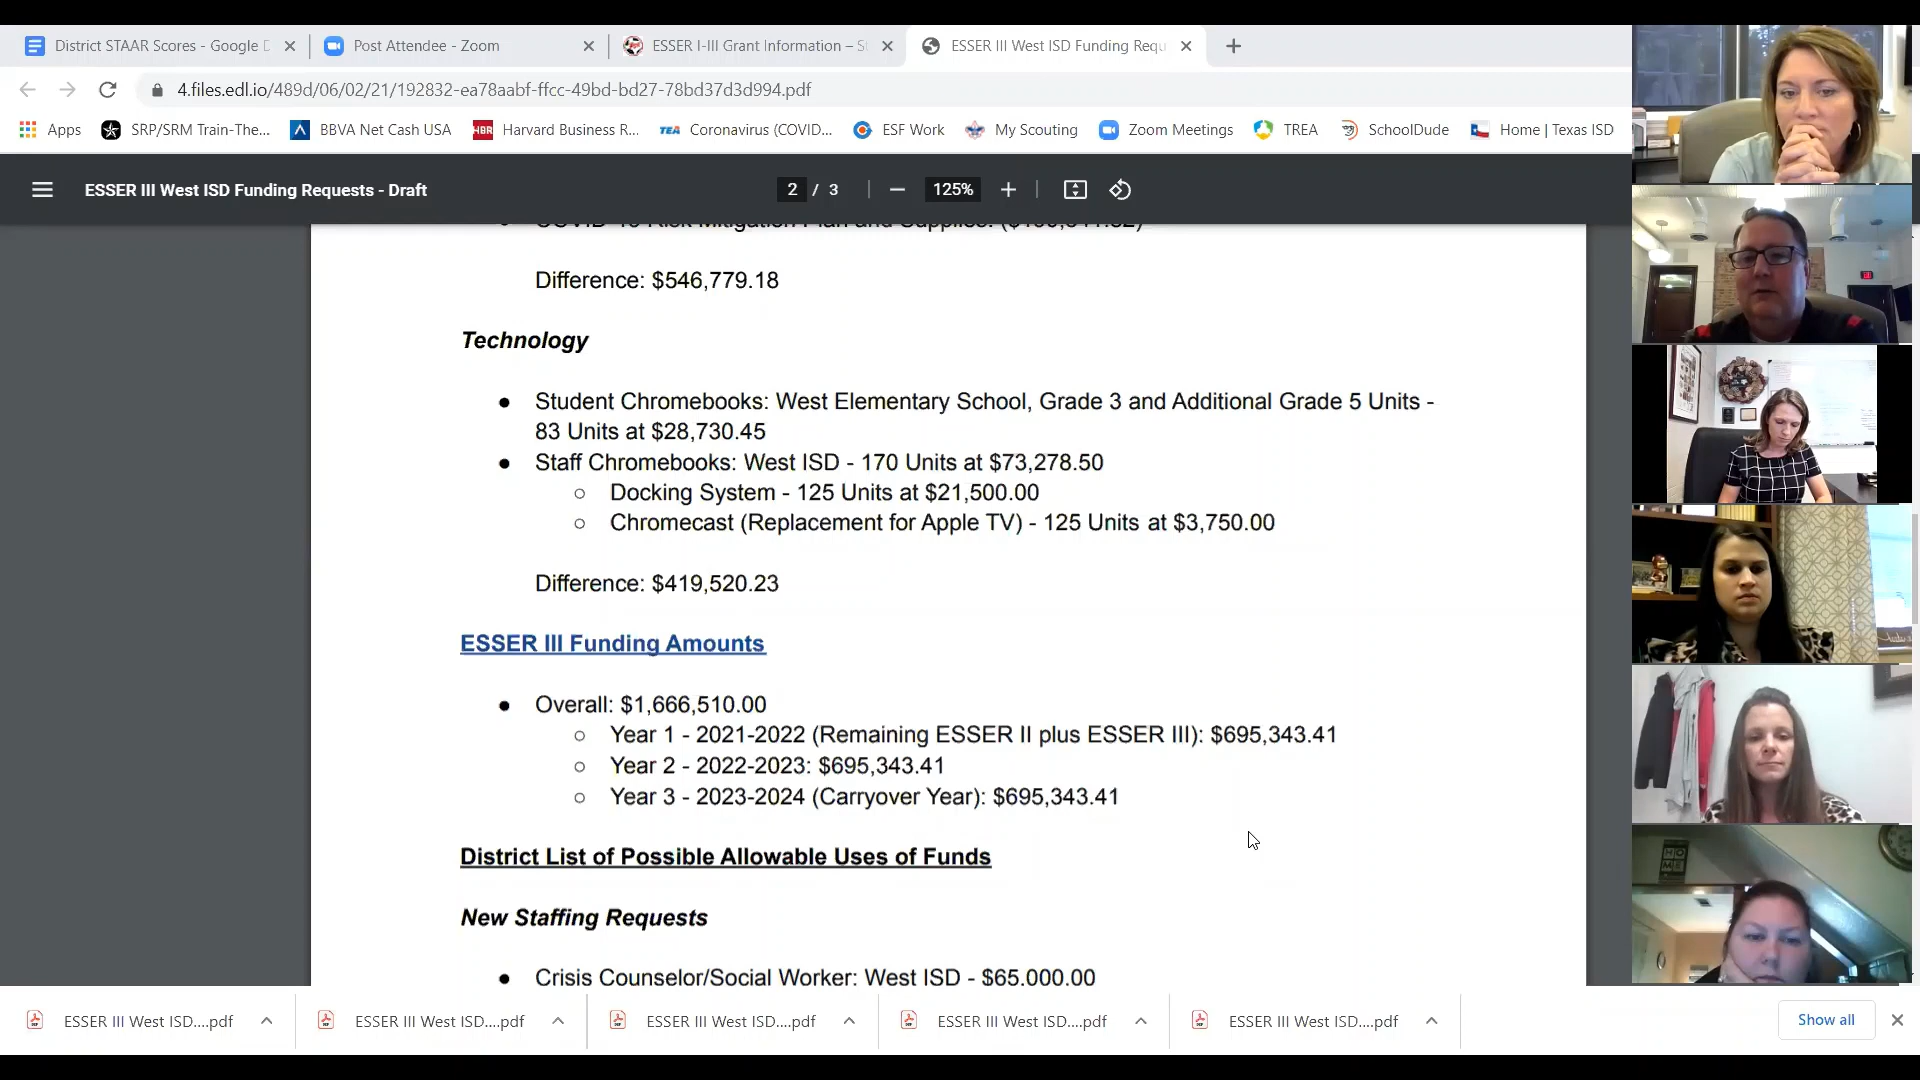 District STAAR Scores - Google D
Post Attendee - Zoom
ESSER I-III Grant Information – S
ESSER III West ISD Funding Requ
4.files.edl.io/489d/06/02/21/192832-ea78aabf-ffcc-49bd-bd27-78bd37d3d994.pdf
Apps
SRP/SRM Train-The...
BBVA Net Cash USA
HBR
Harvard Business R...
TEA
Coronavirus (COVID...
ESF Work
My Scouting
Zoom Meetings
TREA
SchoolDude
Home | Texas ISD
ESSER III West ISD Funding Requests - Draft
2 / 3
125%
Difference: $546,779.18
Technology
● Student Chromebooks: West Elementary School, Grade 3 and Additional Grade 5 Units -
83 Units at $28,730.45
● Staff Chromebooks: West ISD - 170 Units at $73,278.50
○ Docking System - 125 Units at $21,500.00
○ Chromecast (Replacement for Apple TV) - 125 Units at $3,750.00
Difference: $419,520.23
ESSER III Funding Amounts
● Overall: $1,666,510.00
○ Year 1 - 2021-2022 (Remaining ESSER II plus ESSER III): $695,343.41
○ Year 2 - 2022-2023: $695,343.41
○ Year 3 - 2023-2024 (Carryover Year): $695,343.41
District List of Possible Allowable Uses of Funds
New Staffing Requests
● Crisis Counselor/Social Worker: West ISD - $65,000.00
ESSER III West ISD....pdf
ESSER III West ISD....pdf
ESSER III West ISD....pdf
ESSER III West ISD....pdf
ESSER III West ISD....pdf
Show all